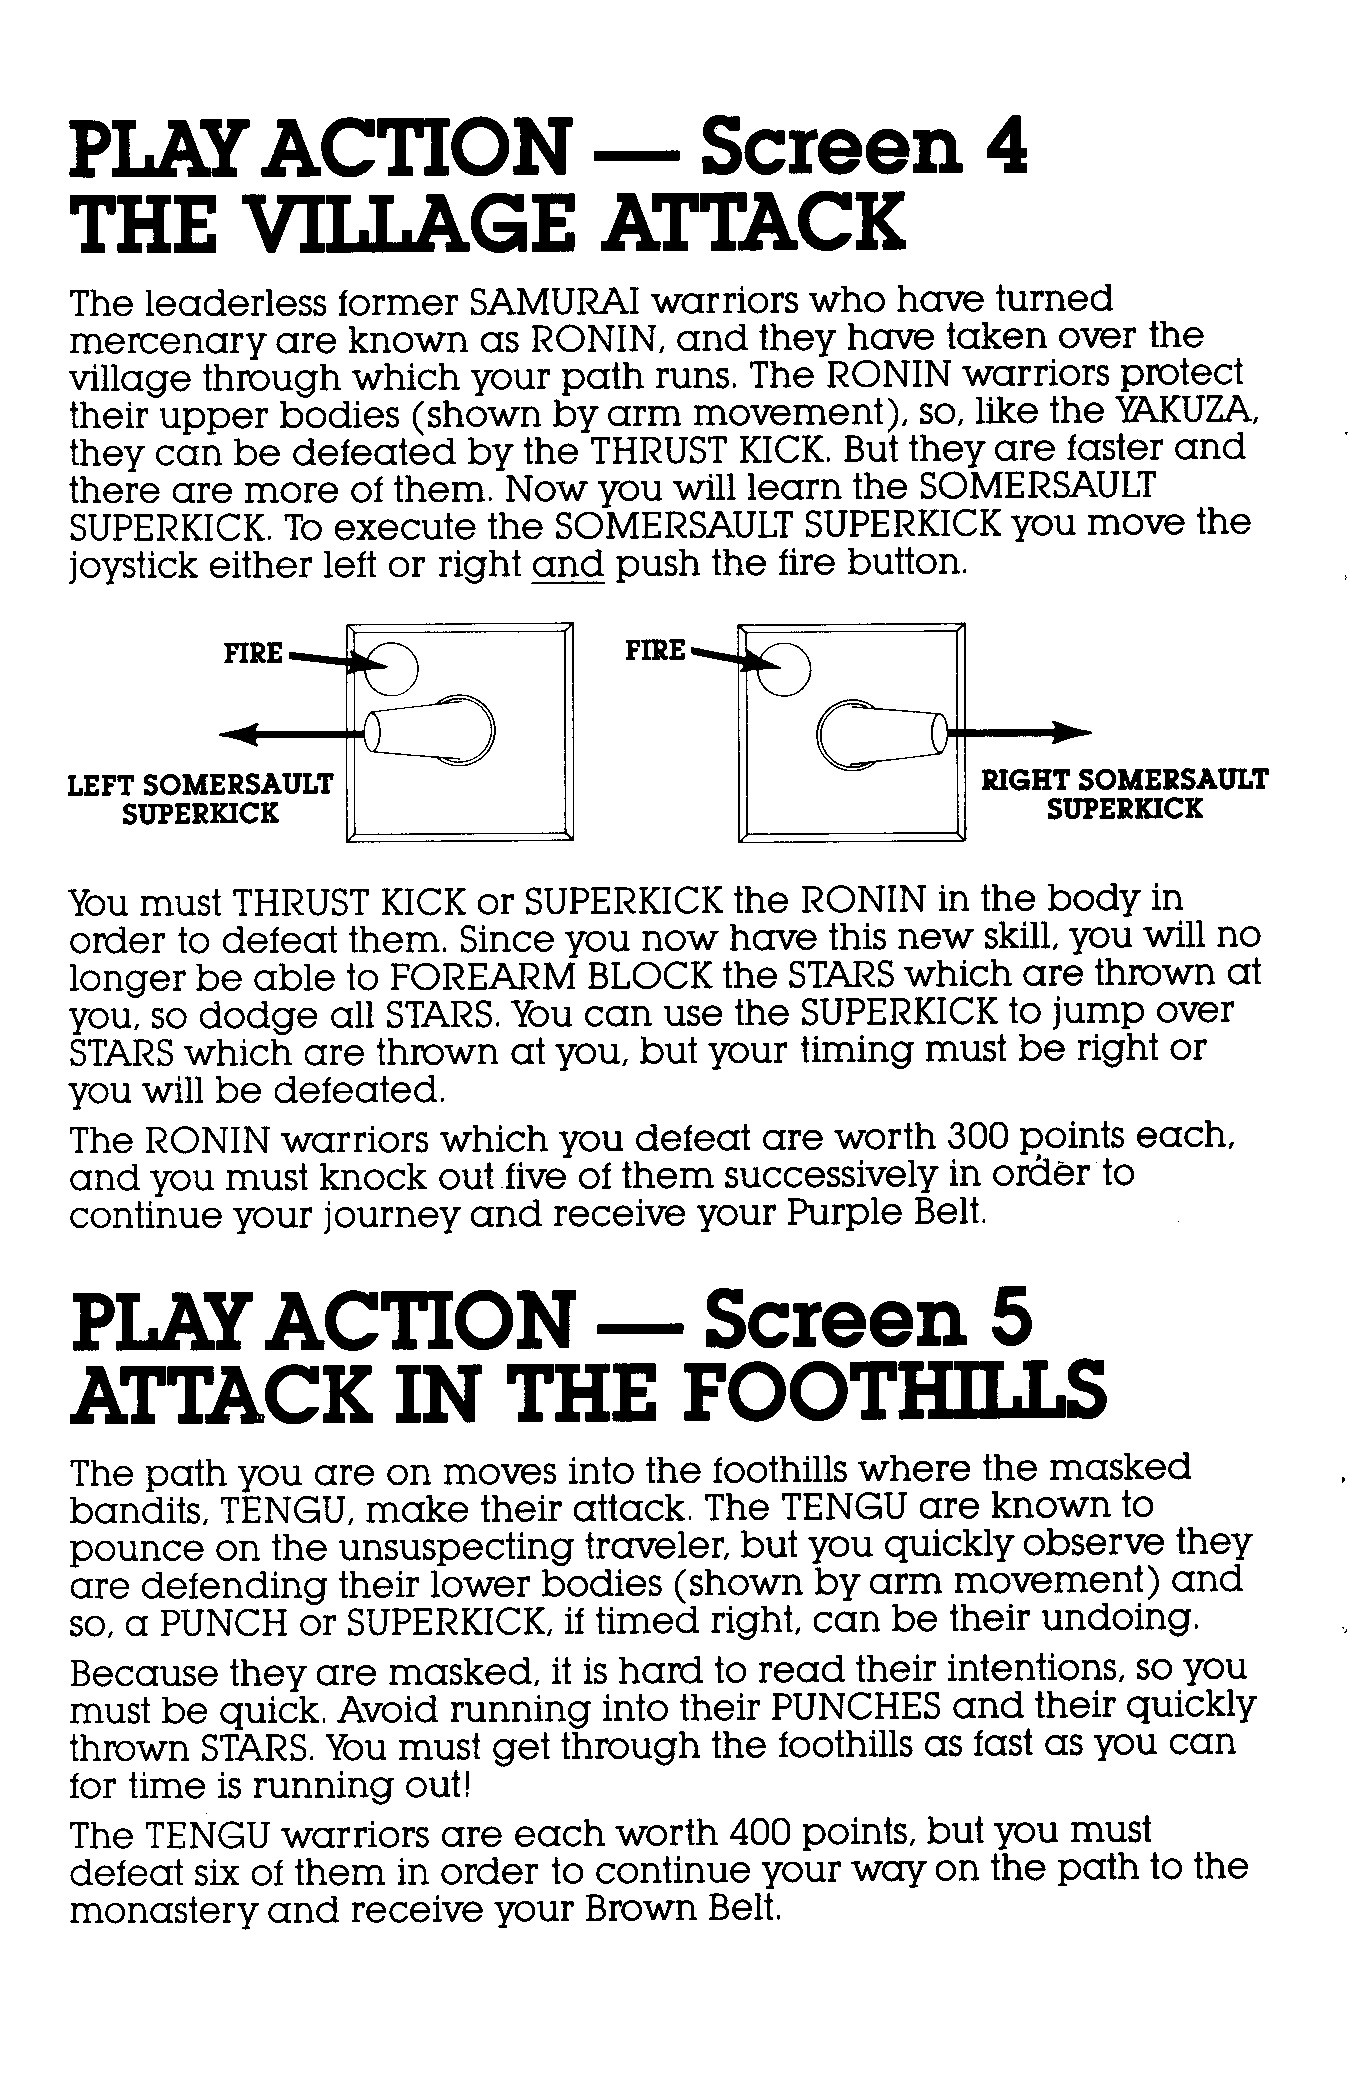 PLAY ACTION — Screen 4
THE VILLAGE ATTACK
The leaderless former SAMURAI warriors who have turned
mercenary are known as RONIN, and they have taken over the
village through which your path runs. The RONIN warriors protect
their upper bodies (shown by arm movement), so, like the YAKUZA,
they can be defeated by the THRUST KICK. But they are faster and
there are more of them. Now you will learn the SOMERSAULT
SUPERKICK. To execute the SOMERSAULT SUPERKICK you move the
joystick either left or right and push the fire button.
FIRE
LEFT SOMERSAULT
SUPERKICK
FIRE
RIGHT SOMERSAULT
SUPERKICK
You must THRUST KICK or SUPERKICK the RONIN in the body in
order to defeat them. Since you now have this new skill, you will no
longer be able to FOREARM BLOCK the STARS which are thrown at
you, so dodge all STARS. You can use the SUPERKICK to jump over
STARS which are thrown at you, but your timing must be right or
you will be defeated.
The RONIN warriors which you defeat are worth 300 points each,
and you must knock out five of them successively in order to
continue your journey and receive your Purple Belt.
PLAY ACTION — Screen 5
ATTACK IN THE FOOTHILLS
The path you are on moves into the foothills where the masked
bandits, TENGU, make their attack. The TENGU are known to
pounce on the unsuspecting traveler, but you quickly observe they
are defending their lower bodies (shown by arm movement) and
so, a PUNCH or SUPERKICK, if timed right, can be their undoing.
Because they are masked, it is hard to read their intentions, so you
must be quick. Avoid running into their PUNCHES and their quickly
thrown STARS. You must get through the foothills as fast as you can
for time is running out!
The TENGU warriors are each worth 400 points, but you must
defeat six of them in order to continue your way on the path to the
monastery and receive your Brown Belt.